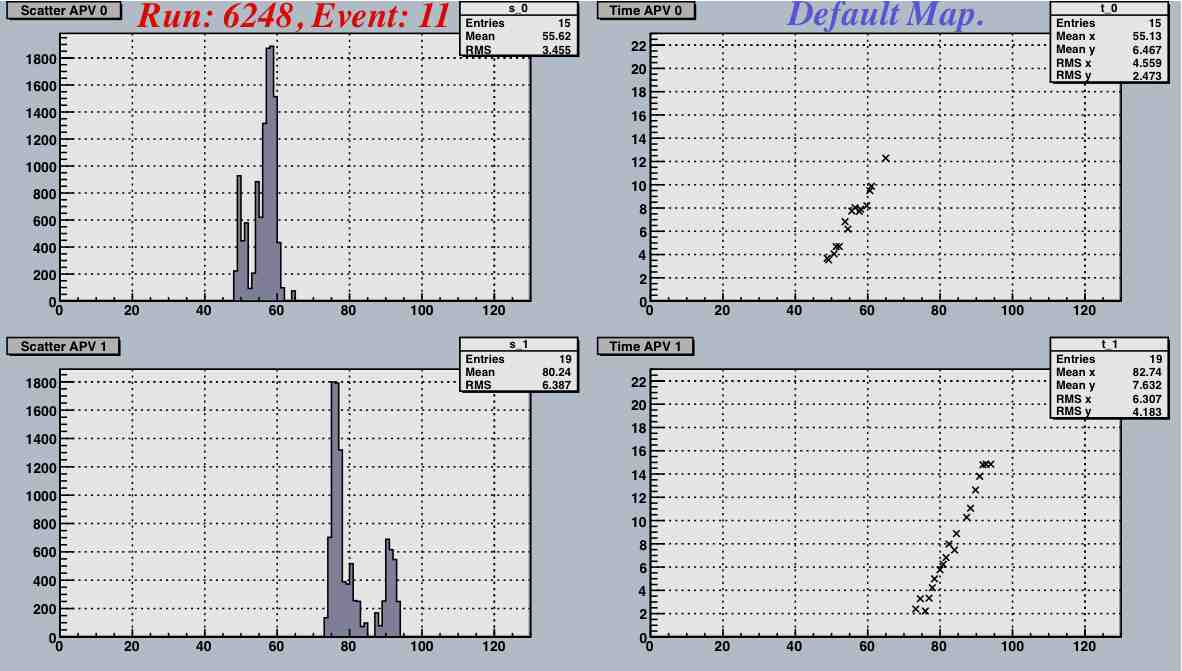 Scatter APV 0
Run: 6248, Event: 11
s_0
Entries 15
Mean 55.62
RMS 3.455
1800
1600
1400
1200
1000
800
600
400
200
0
0 20 40 60 80 100 120
Time APV 0
Default Map.
t_0
Entries 15
Mean x 55.13
Mean y 6.467
RMS x 4.559
RMS y 2.473
22
20
18
16
14
12
10
8
6
4
2
0
0 20 40 60 80 100 120
Scatter APV 1
s_1
Entries 19
Mean 80.24
RMS 6.387
1800
1600
1400
1200
1000
800
600
400
200
0
0 20 40 60 80 100 120
Time APV 1
t_1
Entries 19
Mean x 82.74
Mean y 7.632
RMS x 6.307
RMS y 4.183
22
20
18
16
14
12
10
8
6
4
2
0
0 20 40 60 80 100 120